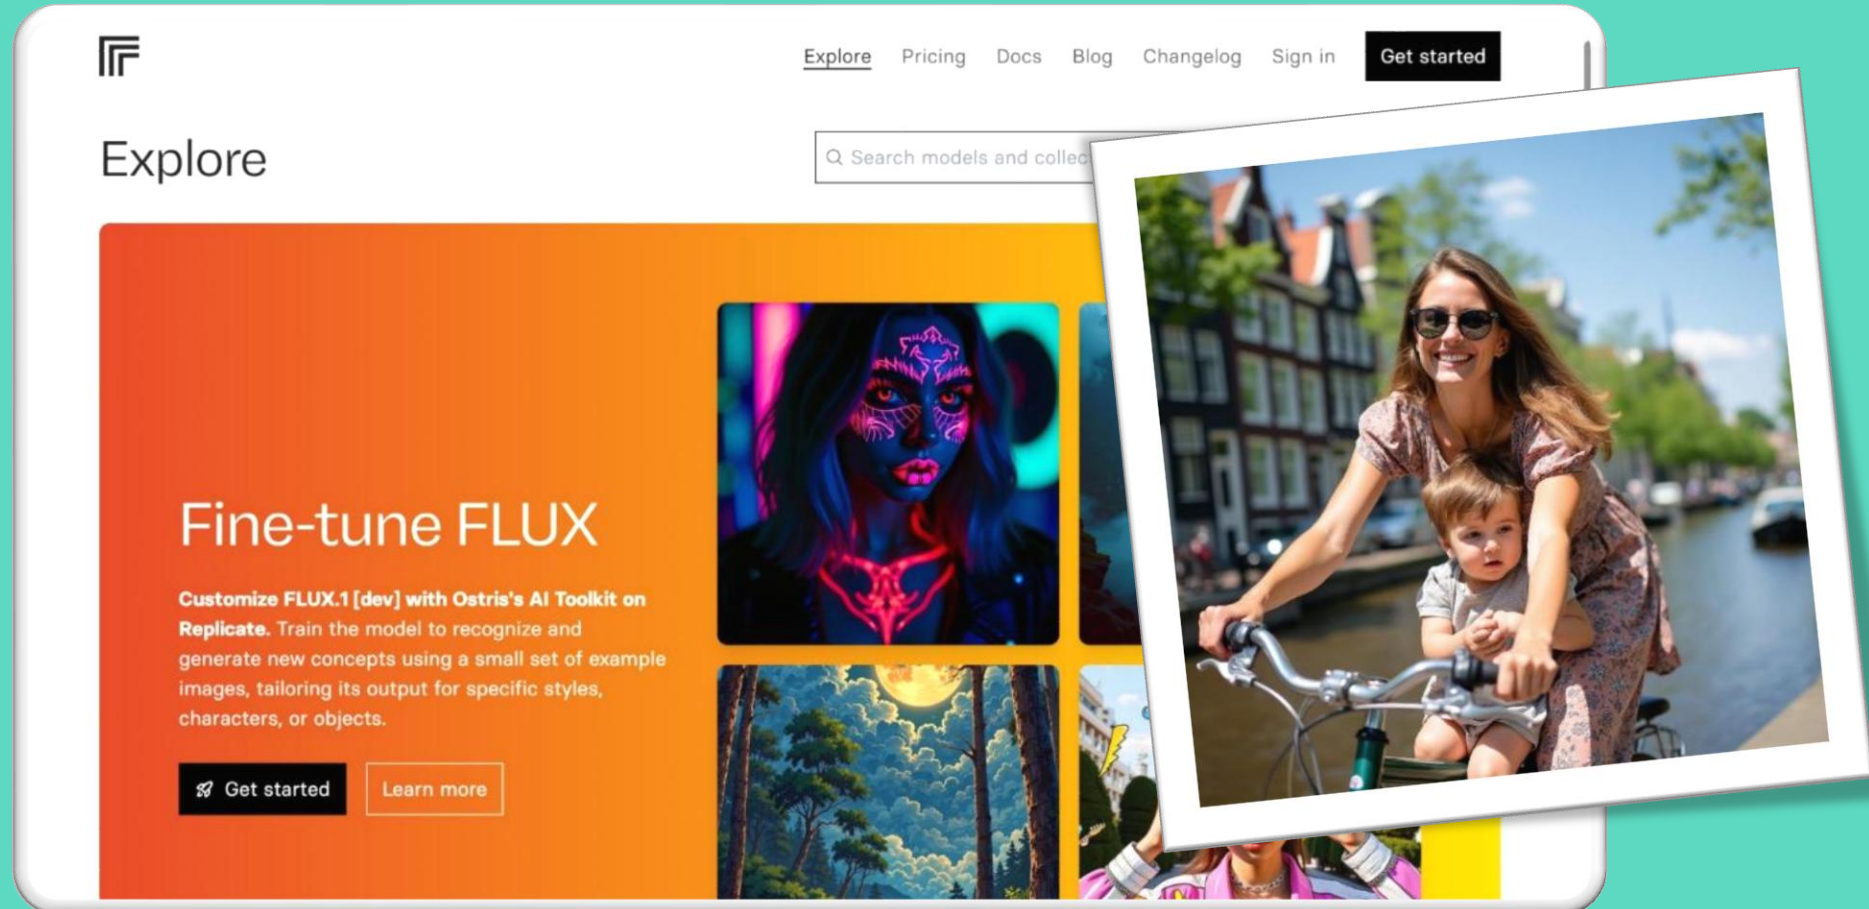 Explore Pricing Docs Blog Changelog Sign in Get started
Explore
Search models and
Fine-tune FLUX
Customize FLUX.1 [dev] with Ostris's AI Toolkit on
Replicate. Train the model to recognize and
generate new concepts using a small set of example
images, tailoring its output for specific styles,
characters, or objects.
Get started
Learn more